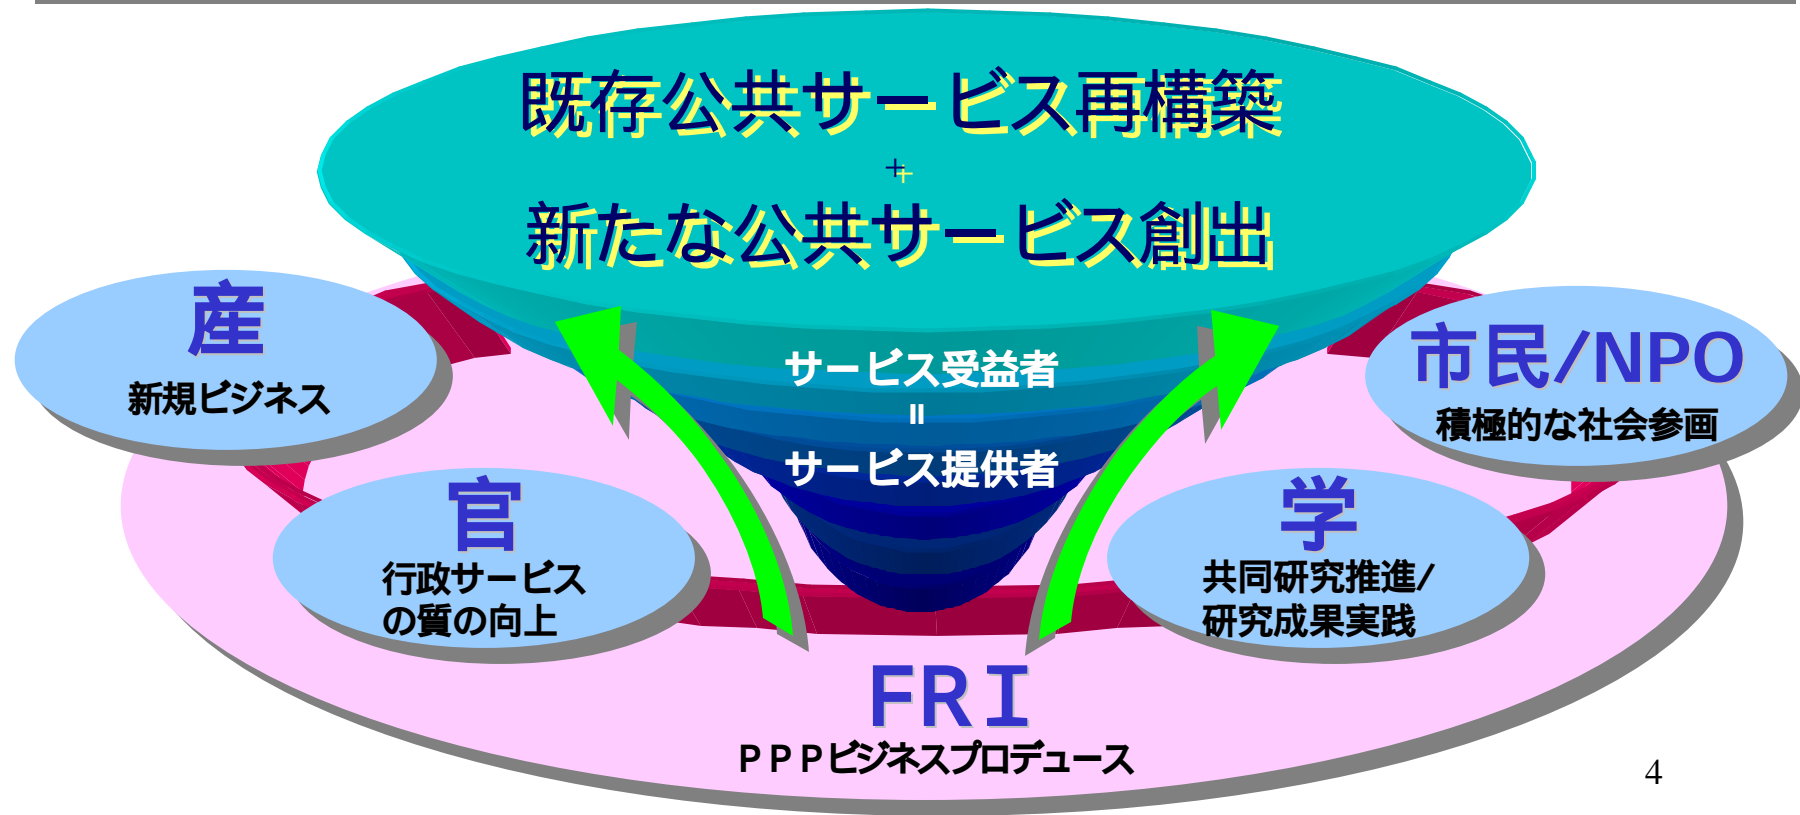 既存公共サービス再構築
+
新たな公共サービス創出
産
新規ビジネス
市民/NPO
積極的な社会参画
サービス受益者
=
サービス提供者
官
行政サービス
の質の向上
学
共同研究推進/
研究成果実践
FRI
PPPビジネスプロデュース
4